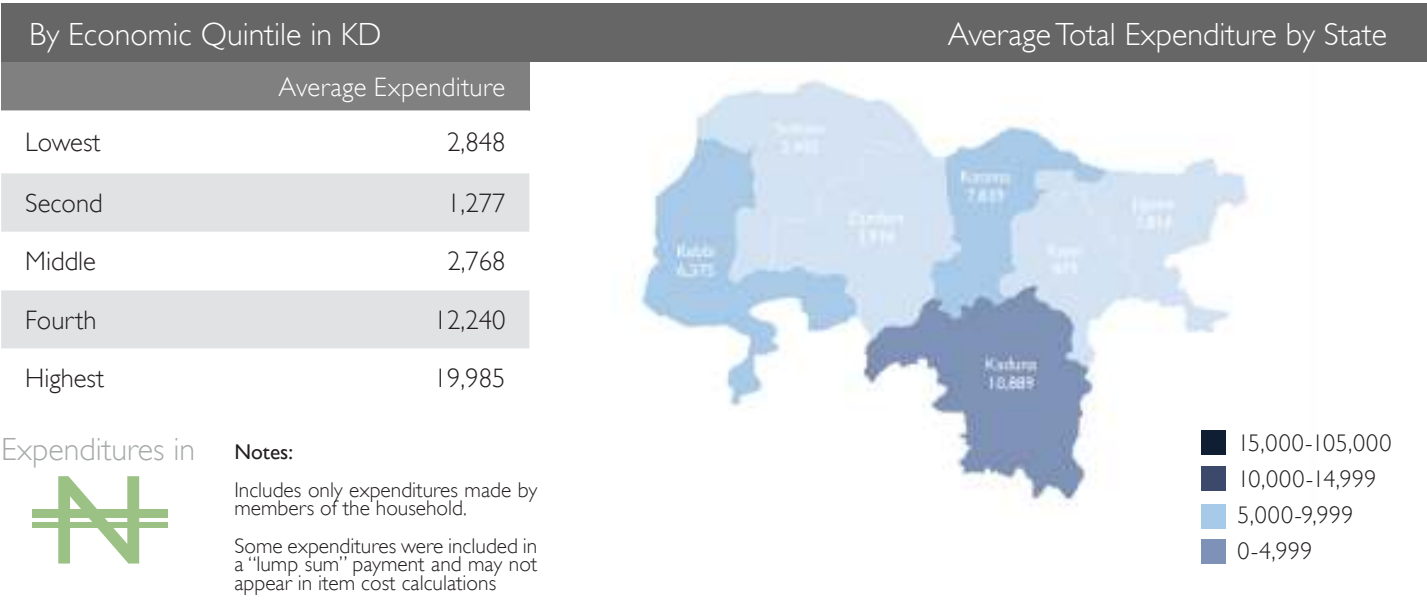 By Economic Quintile in KD
Average Total Expenditure by State
Average Expenditure
Lowest 2,848
Second 1,277
Middle 2,768
Fourth 12,240
Highest 19,985
Expenditures in
₦
Notes:
Includes only expenditures made by
members of the household.
Some expenditures were included in
a “lump sum” payment and may not
appear in item cost calculations
Katsina
Kebbi
6,375
Kaduna
10,889
15,000-105,000
10,000-14,999
5,000-9,999
0-4,999